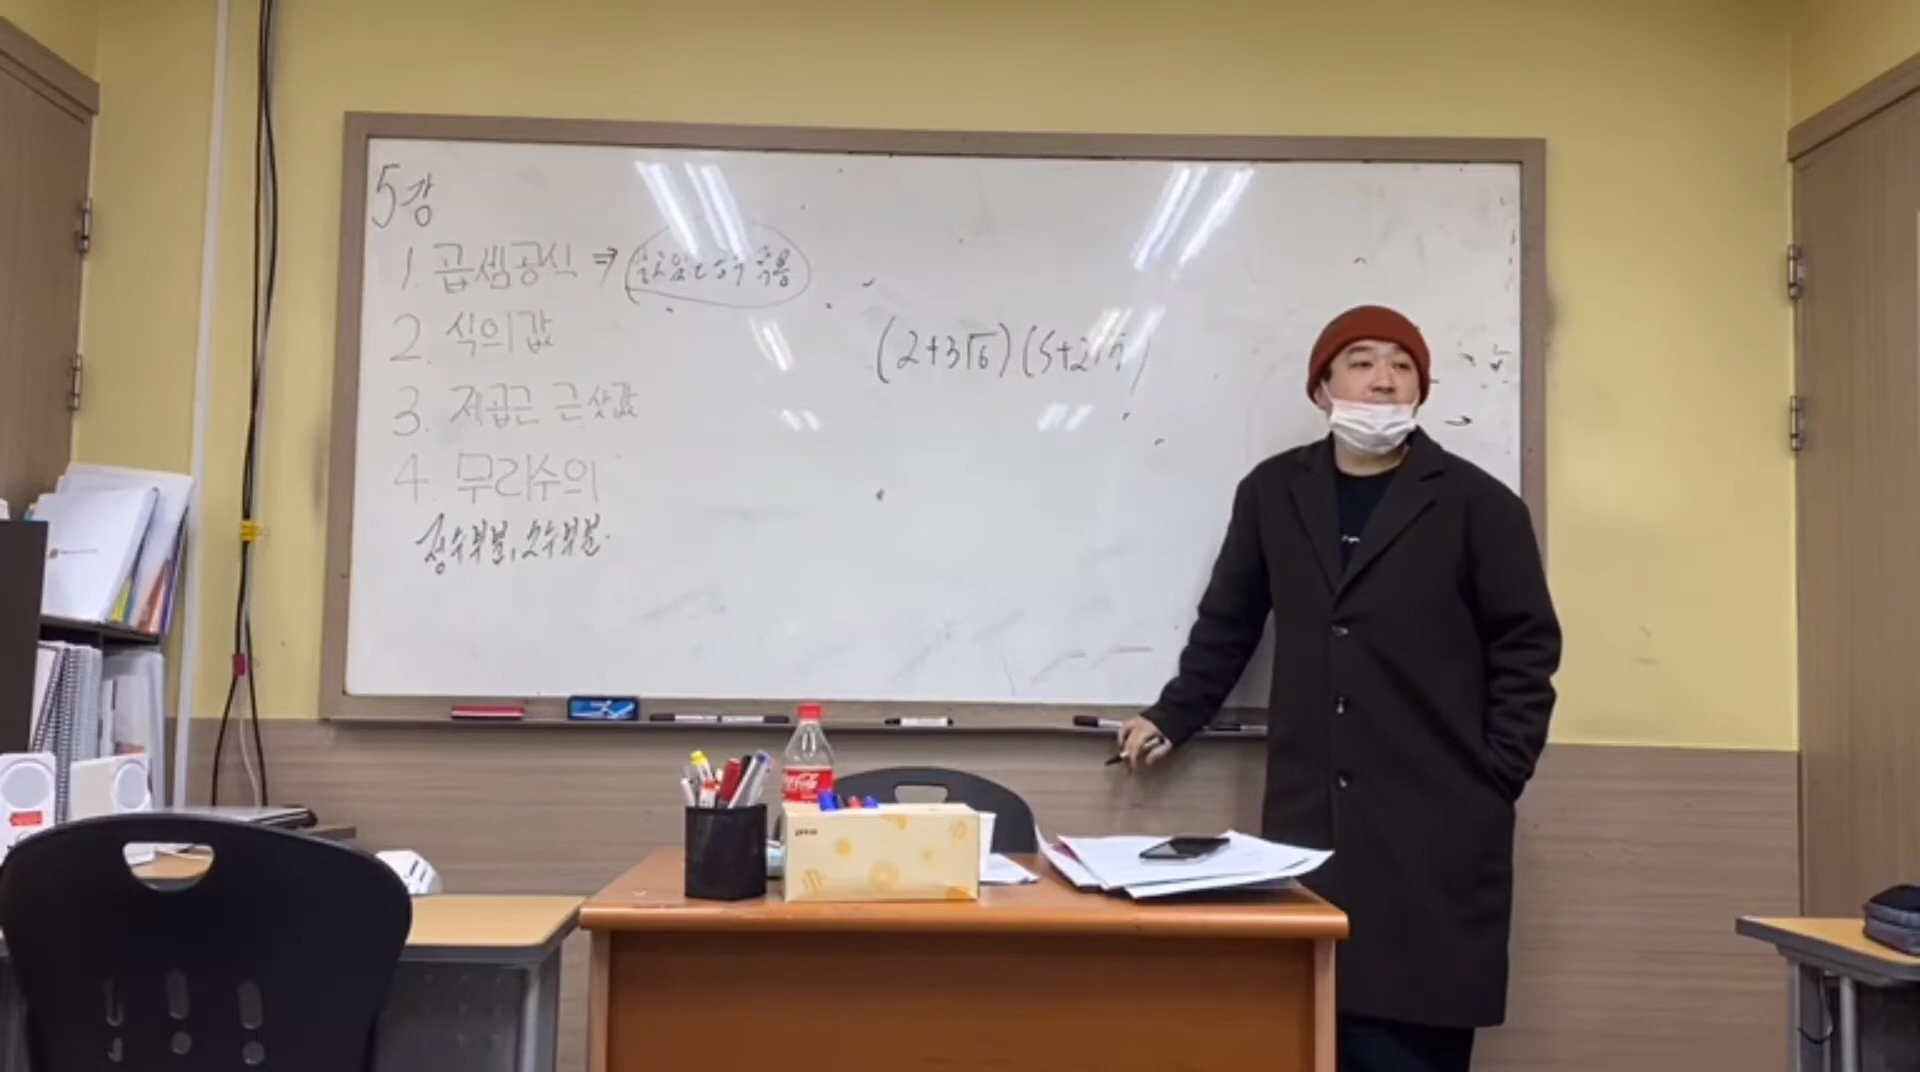 5강
1. 곱셈공식 ⇒
2. 식의 값
3. 제곱근 근삿값
4. 무리수의
정수부분, 소수부분.
(2+3√6)(5+2√